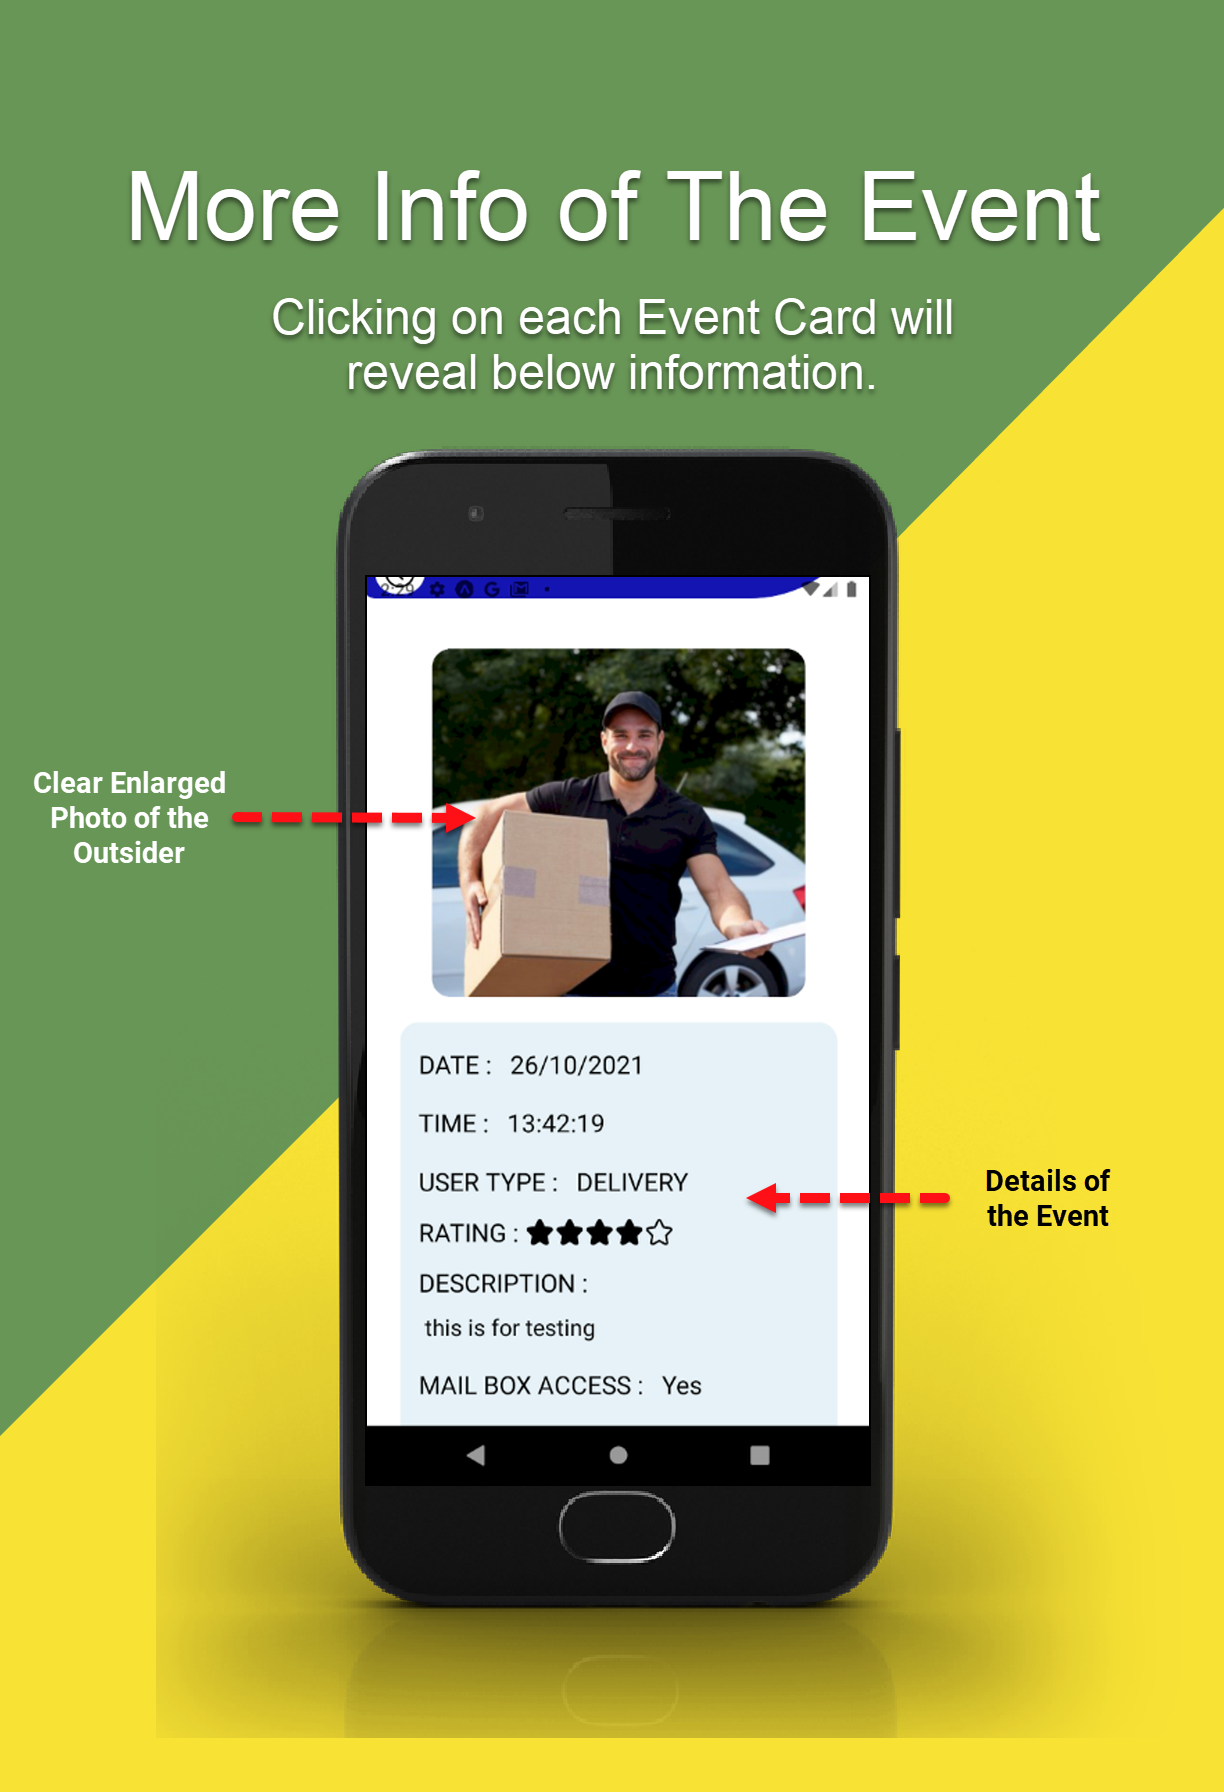 More Info of The Event
Clicking on each Event Card will
reveal below information.
2:29
Clear Enlarged
Photo of the
Outsider
DATE : 26/10/2021
TIME : 13:42:19
USER TYPE : DELIVERY
RATING :
DESCRIPTION :
this is for testing
MAIL BOX ACCESS : Yes
Details of
the Event